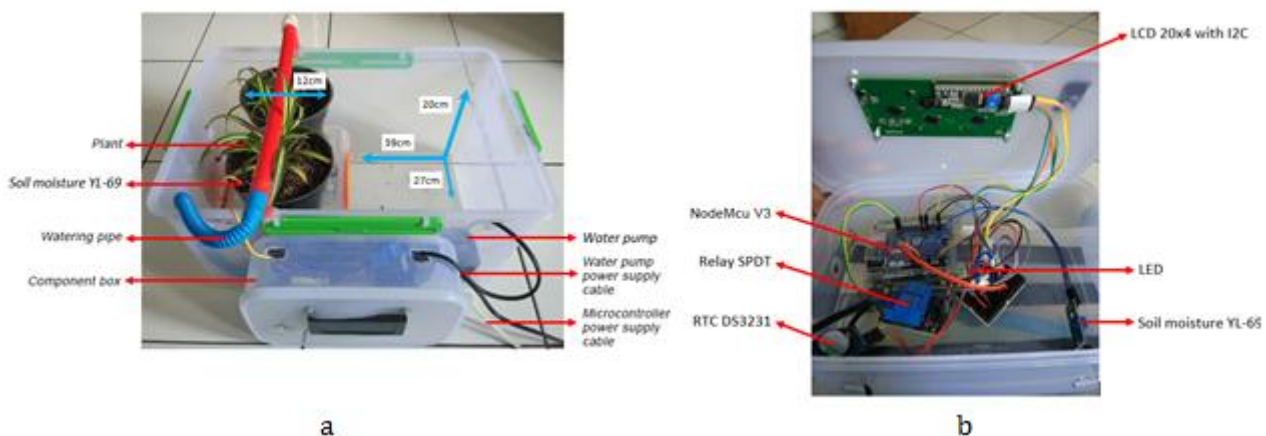 12cm
20cm
39cm
27cm
Plant
Soil moisture YL-69
Watering pipe
Component box
Water pump
Water pump
power supply
cable
Microcontroller
power supply
cable
a
LCD 20x4 with I2C
NodeMcu V3
Relay SPDT
RTC DS3231
LED
Soil moisture YL-69
b